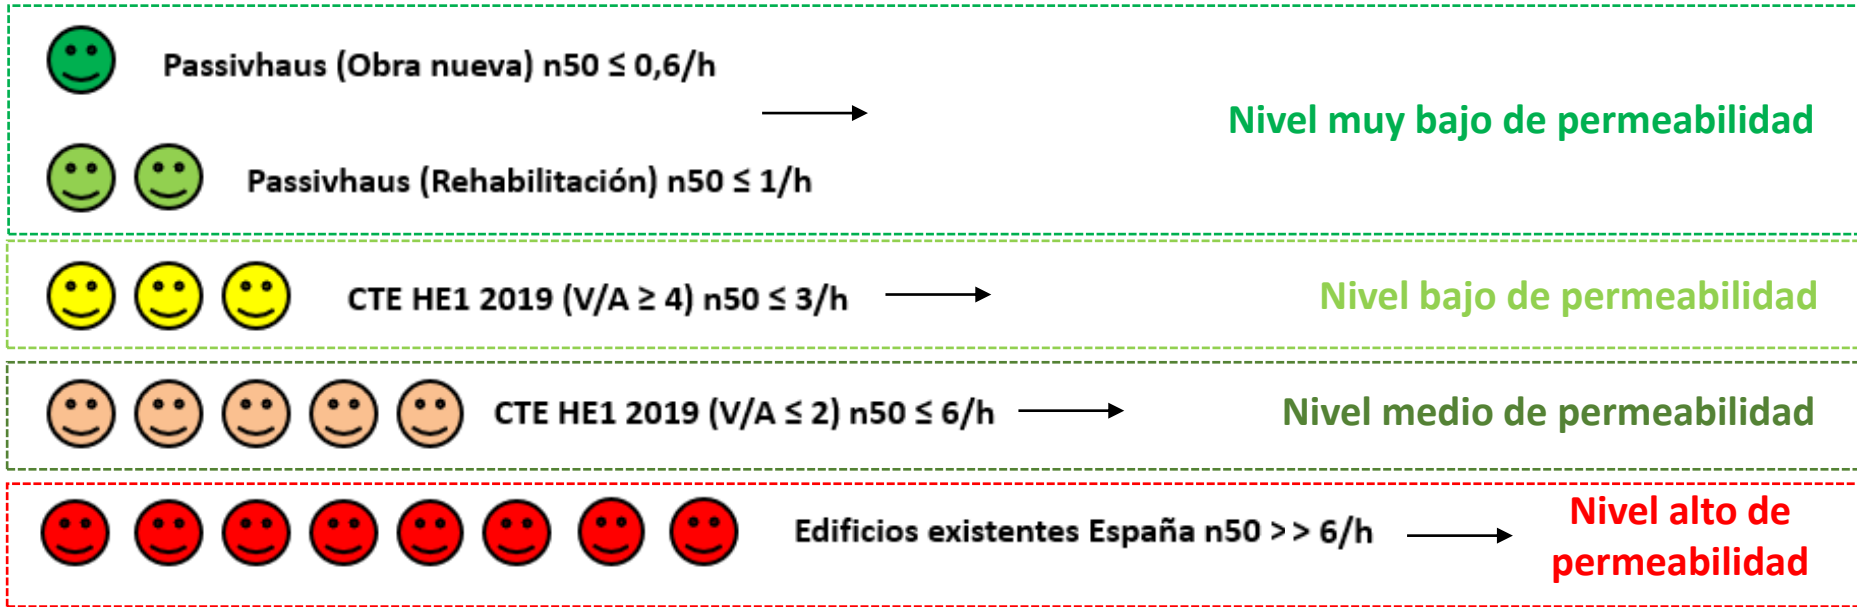 Passivhaus (Obra nueva) n50 ≤ 0,6/h
Nivel muy bajo de permeabilidad
Passivhaus (Rehabilitación) n50 ≤ 1/h
CTE HE1 2019 (V/A ≥ 4) n50 ≤ 3/h
Nivel bajo de permeabilidad
CTE HE1 2019 (V/A ≤ 2) n50 ≤ 6/h
Nivel medio de permeabilidad
Edificios existentes España n50 >> 6/h
Nivel alto de
permeabilidad